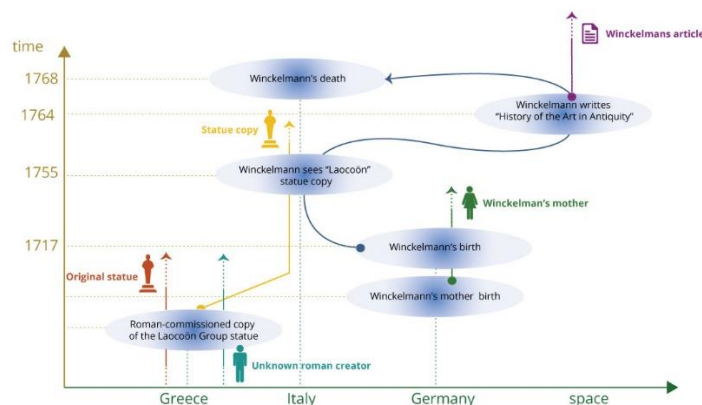 time
Winckelmans article
1768
Winckelmann's death
1764
Winckelmann writtes
"History of the Art in Antiquity"
Statue copy
1755
Winckelmann sees "Laocoön"
statue copy
Winckelman's mother
1717
Winckelmann's birth
Original statue
Winckelmann's mother birth
Roman-commissioned copy
of the Laocoön Group statue
Unknown roman creator
Greece
Italy
Germany
space